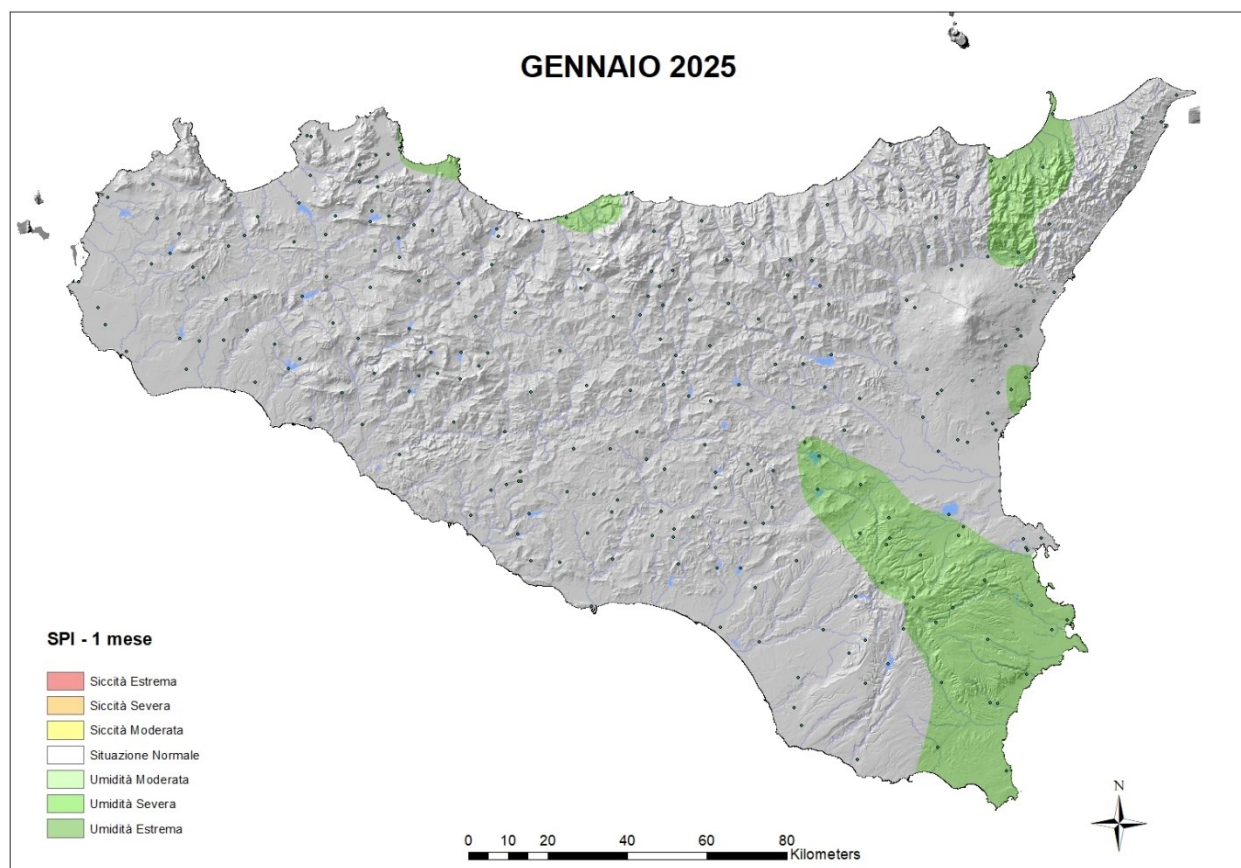 GENNAIO 2025
SPI - 1 mese
Siccità Estrema
Siccità Severa
Siccità Moderata
Situazione Normale
Umidità Moderata
Umidità Severa
Umidità Estrema
N
0 10 20 40 60 80
Kilometers